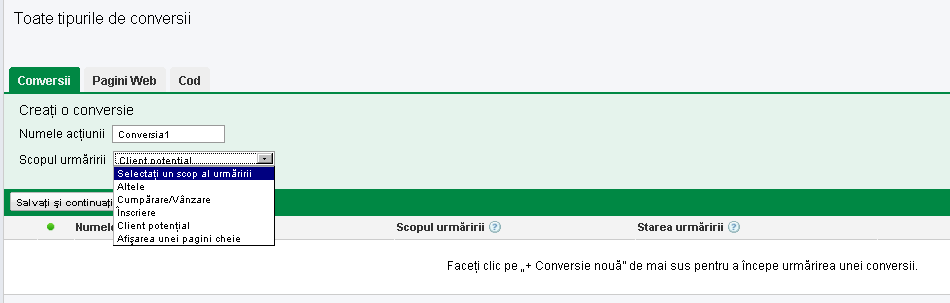 Toate tipurile de conversii
Conversii Pagini Web Cod
Creați o conversie
Numele acțiunii Conversia1
Scopul urmăririi Client potențial
Selectați un scop al urmăririi
Altele
Cumpărare/Vânzare
Înscriere
Client potențial
Afișarea unei pagini cheie
Salvați și continuați
Numele Scopul urmăririi ? Starea urmăririi ?
Faceți clic pe „+ Conversie nouă” de mai sus pentru a începe urmărirea unei conversii.